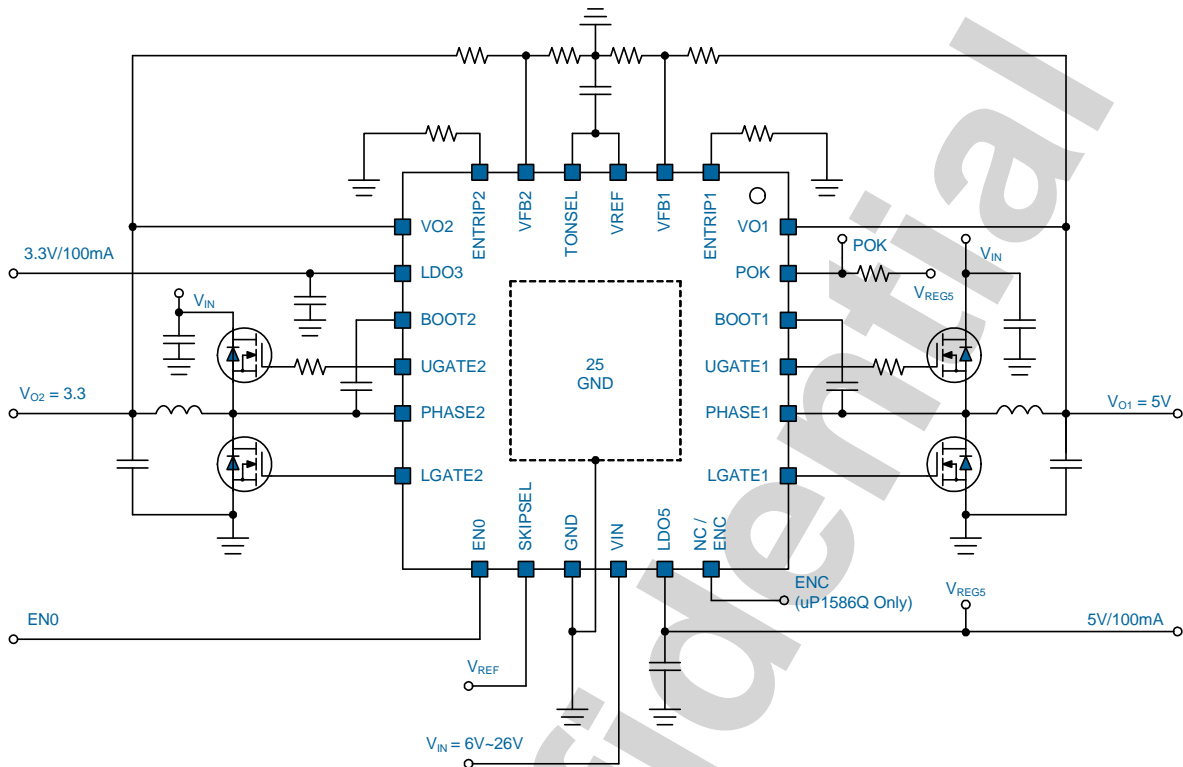 ENTRIP2
VFB2
TONSEL
VREF
VFB1
ENTRIP1
VO2
LDO3
BOOT2
UGATE2
PHASE2
LGATE2
VO1
POK
BOOT1
UGATE1
PHASE1
LGATE1
EN0
SKIPSEL
GND
VIN
LDO5
NC /
ENC
25
GND
3.3V/100mA
VIN
VO2 = 3.3
POK
VIN
VREG5
VO1 = 5V
ENC
(uP1586Q Only)
VREG5
5V/100mA
EN0
VREF
VIN = 6V~26V
fidential